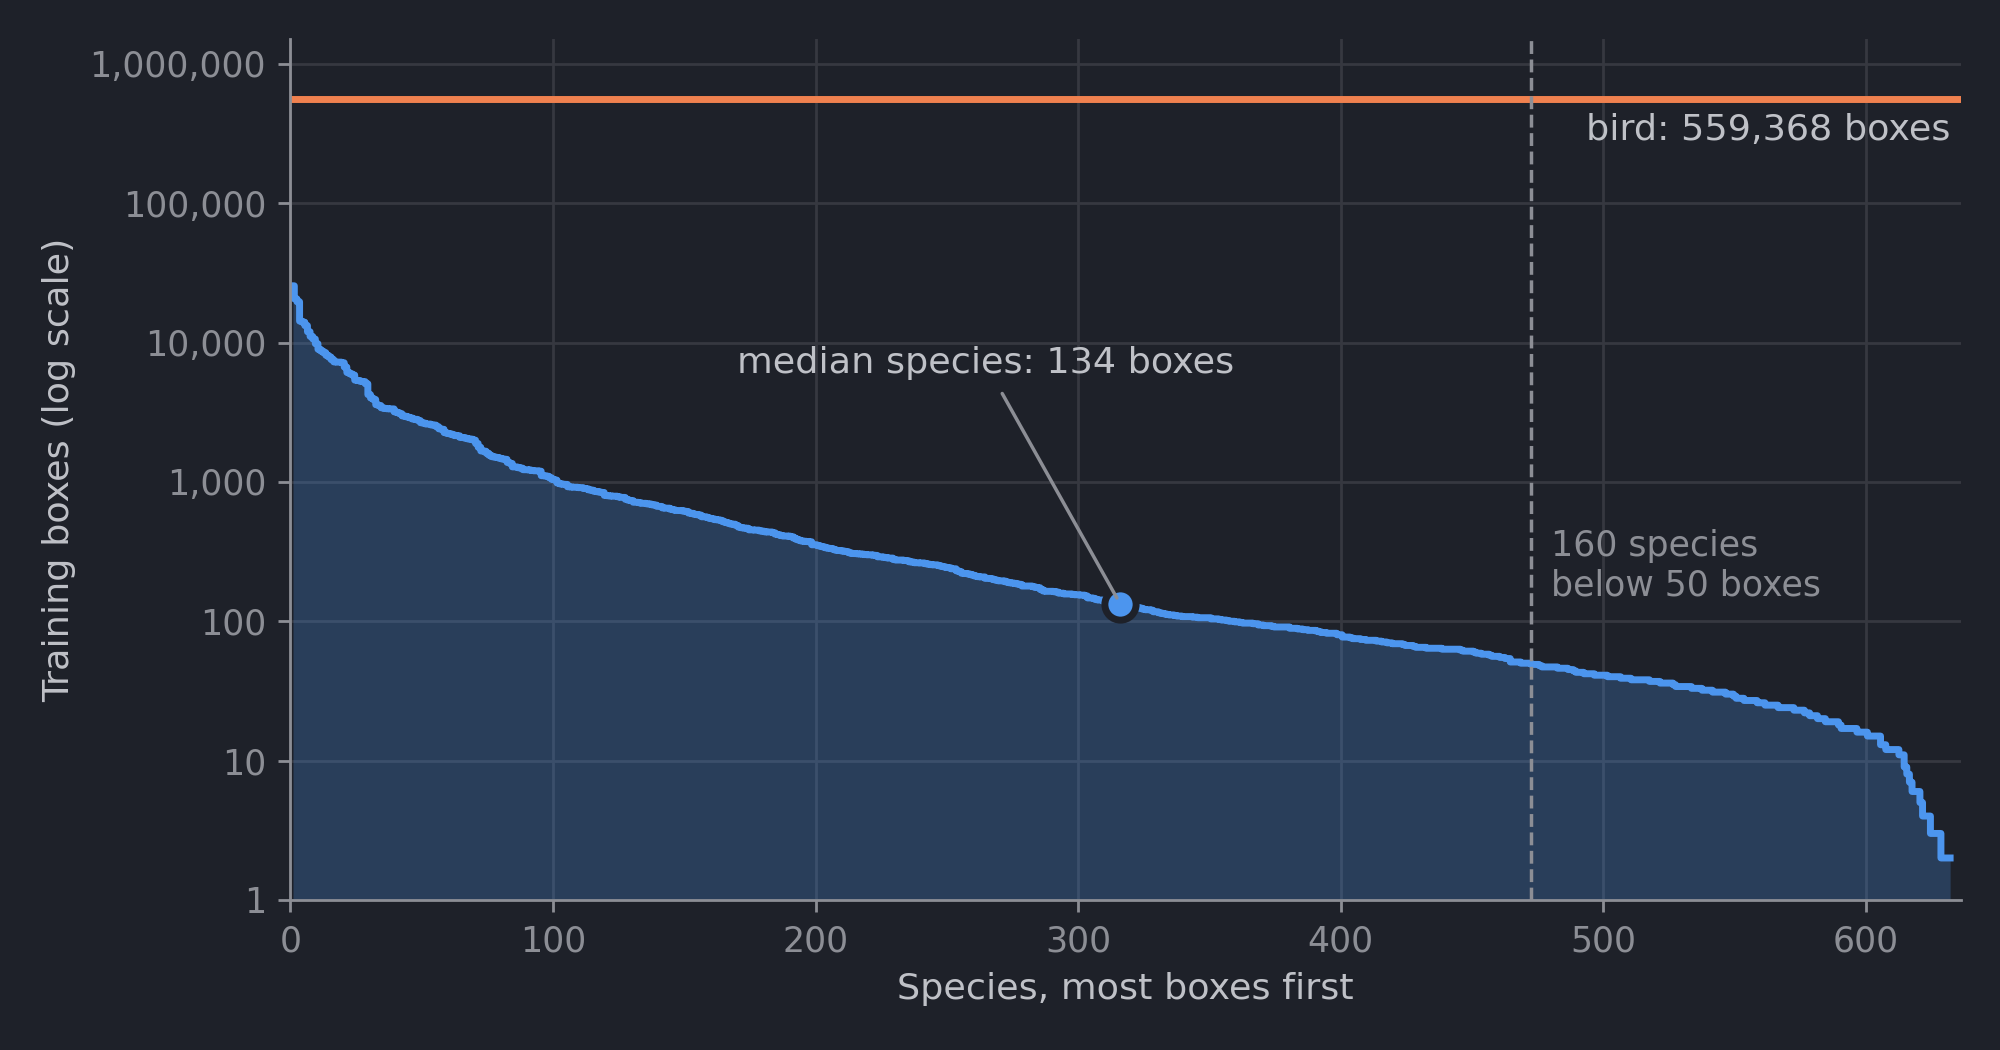 1,000,000
bird: 559,368 boxes
100,000
10,000
median species: 134 boxes
1,000
160 species
below 50 boxes
100
10
1
Training boxes (log scale)
0 100 200 300 400 500 600
Species, most boxes first